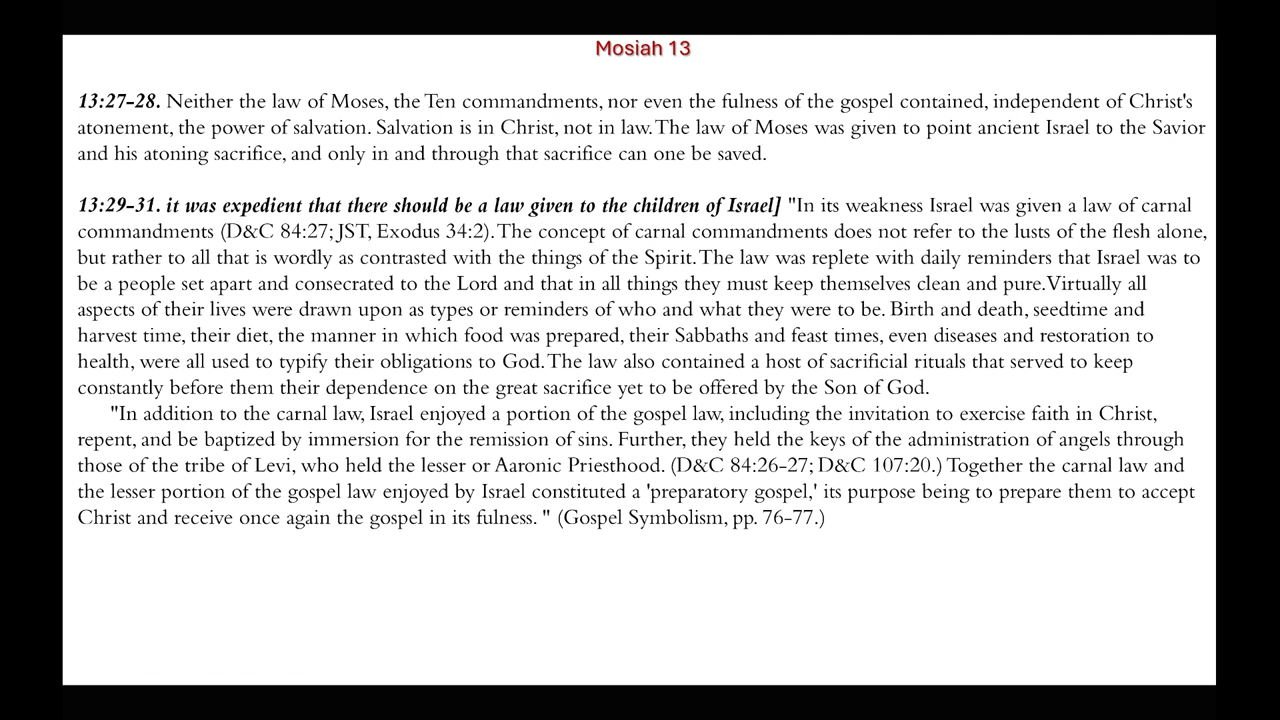 Mosiah 13
13:27-28. Neither the law of Moses, the Ten commandments, nor even the fulness of the gospel contained, independent of Christ's
atonement, the power of salvation. Salvation is in Christ, not in law. The law of Moses was given to point ancient Israel to the Savior
and his atoning sacrifice, and only in and through that sacrifice can one be saved.
13:29-31. it was expedient that there should be a law given to the children of Israel] "In its weakness Israel was given a law of carnal
commandments (D&C 84:27; JST, Exodus 34:2). The concept of carnal commandments does not refer to the lusts of the flesh alone,
but rather to all that is wordly as contrasted with the things of the Spirit. The law was replete with daily reminders that Israel was to
be a people set apart and consecrated to the Lord and that in all things they must keep themselves clean and pure. Virtually all
aspects of their lives were drawn upon as types or reminders of who and what they were to be. Birth and death, seedtime and
harvest time, their diet, the manner in which food was prepared, their Sabbaths and feast times, even diseases and restoration to
health, were all used to typify their obligations to God. The law also contained a host of sacrificial rituals that served to keep
constantly before them their dependence on the great sacrifice yet to be offered by the Son of God.
"In addition to the carnal law, Israel enjoyed a portion of the gospel law, including the invitation to exercise faith in Christ,
repent, and be baptized by immersion for the remission of sins. Further, they held the keys of the administration of angels through
those of the tribe of Levi, who held the lesser or Aaronic Priesthood. (D&C 84:26-27; D&C 107:20.) Together the carnal law and
the lesser portion of the gospel law enjoyed by Israel constituted a 'preparatory gospel,' its purpose being to prepare them to accept
Christ and receive once again the gospel in its fulness. " (Gospel Symbolism, pp. 76-77.)